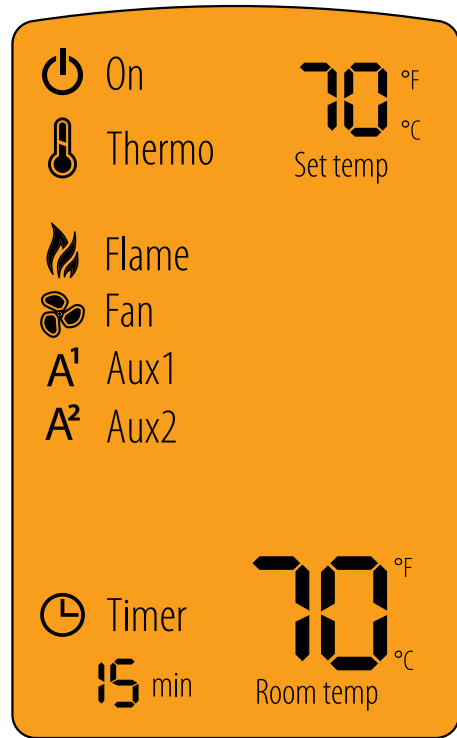 On
70 °F
°C
Thermo
Set temp
Flame
Fan
A¹ Aux1
A² Aux2
70 °F
Timer
°C
15 min
Room temp